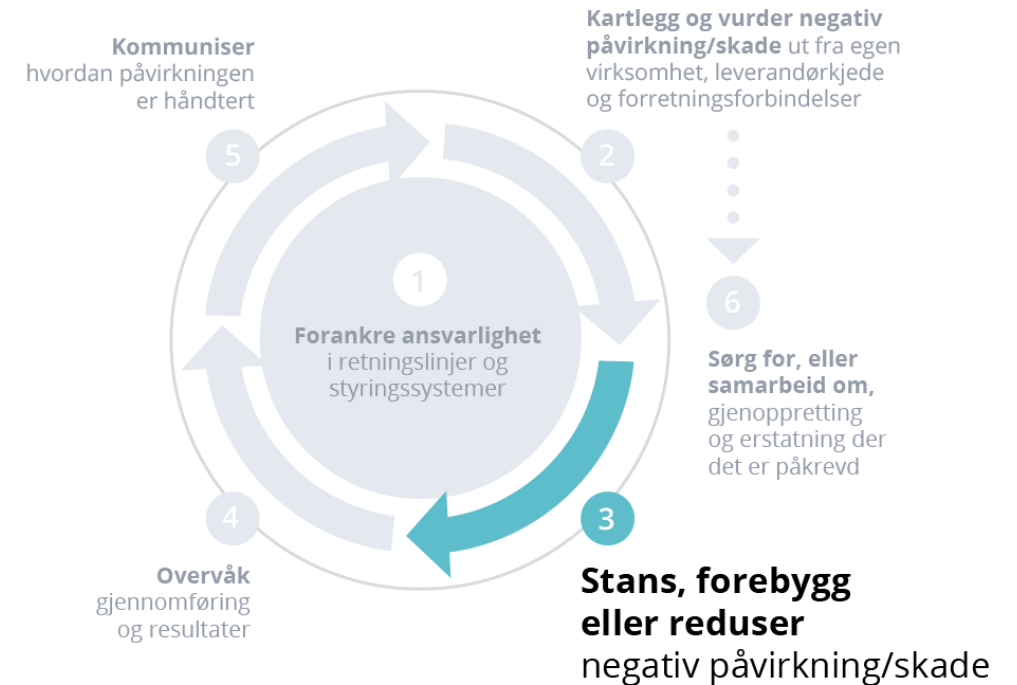 1
Forankre ansvarlighet
i retningslinjer og
styringssystemer
2
Kartlegg og vurder negativ
påvirkning/skade ut fra egen
virksomhet, leverandørkjede
og forretningsforbindelser
3
Stans, forebygg
eller reduser
negativ påvirkning/skade
4
Overvåk
gjennomføring
og resultater
5
Kommuniser
hvordan påvirkningen
er håndtert
6
Sørg for, eller
samarbeid om,
gjenoppretting
og erstatning der
det er påkrevd